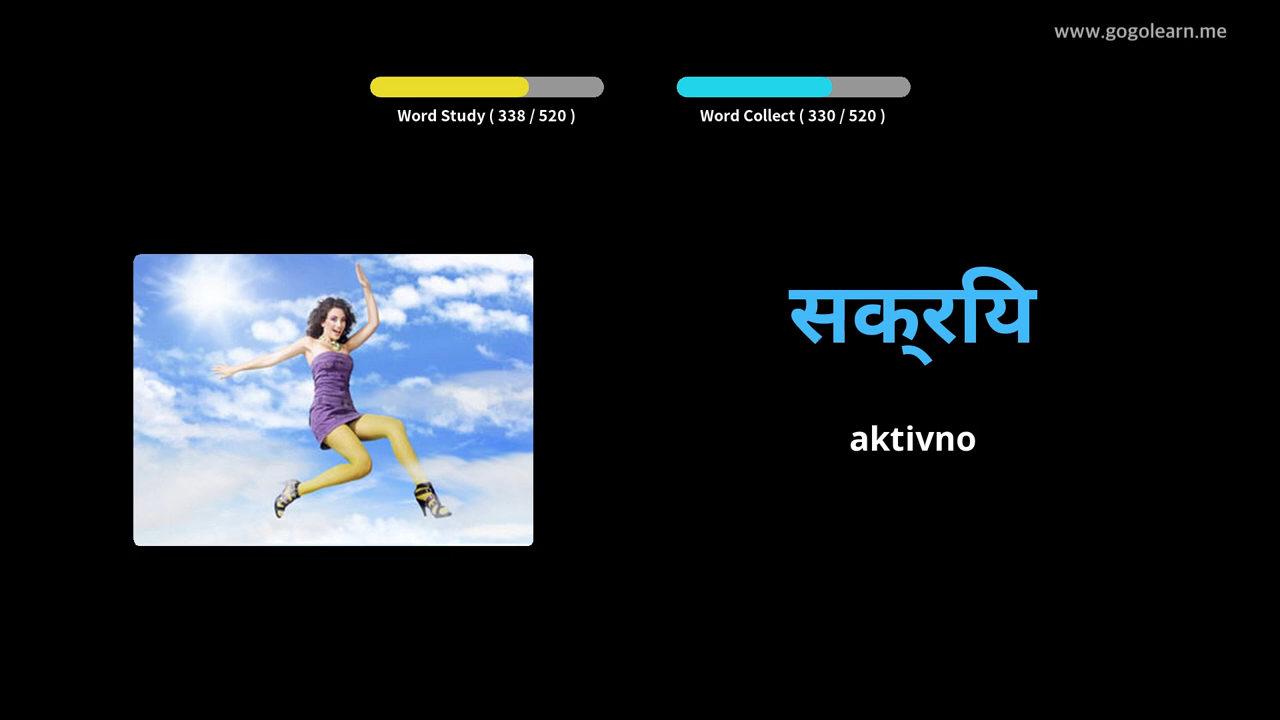 www.gogolearn.me
Word Study ( 338 / 520 )
Word Collect ( 330 / 520 )
सक्रयि
aktivno